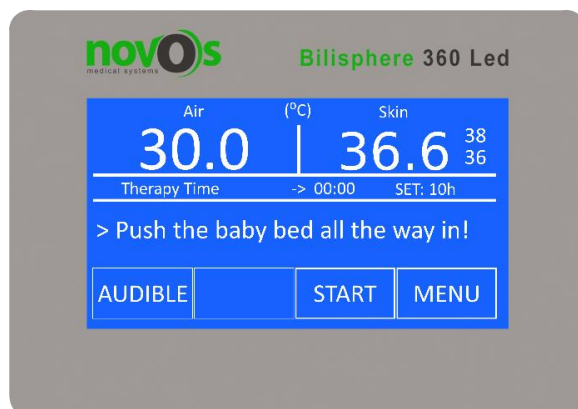 novos
medical systems
Bilisphere 360 Led
Air (°C) Skin
30.0 36.6 38
36
Therapy Time -> 00:00 SET: 10h
> Push the baby bed all the way in!
AUDIBLE START MENU